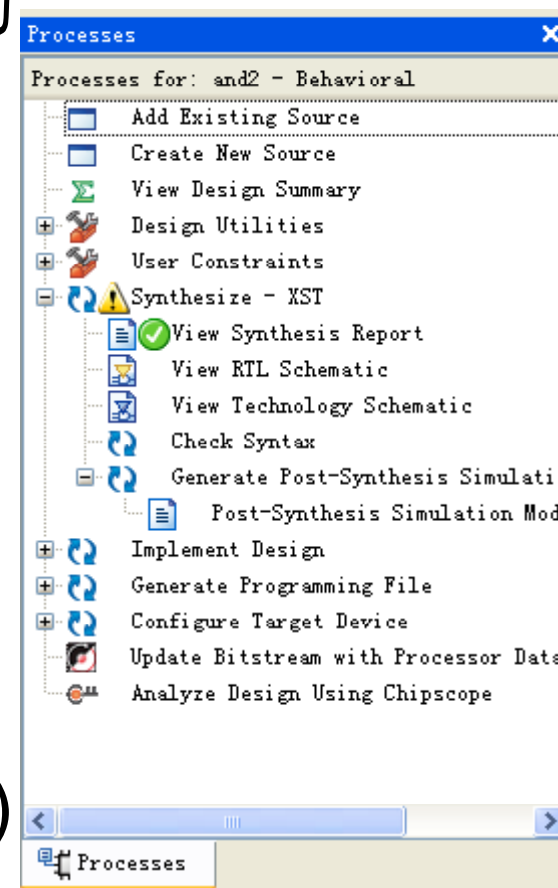 Processes
Processes for: and2 - Behavioral
Add Existing Source
Create New Source
View Design Summary
Design Utilities
User Constraints
Synthesize - XST
View Synthesis Report
View RTL Schematic
View Technology Schematic
Check Syntax
Generate Post-Synthesis Simulati
Post-Synthesis Simulation Mod
Implement Design
Generate Programming File
Configure Target Device
Update Bitstream with Processor Data
Analyze Design Using Chipscope
Processes